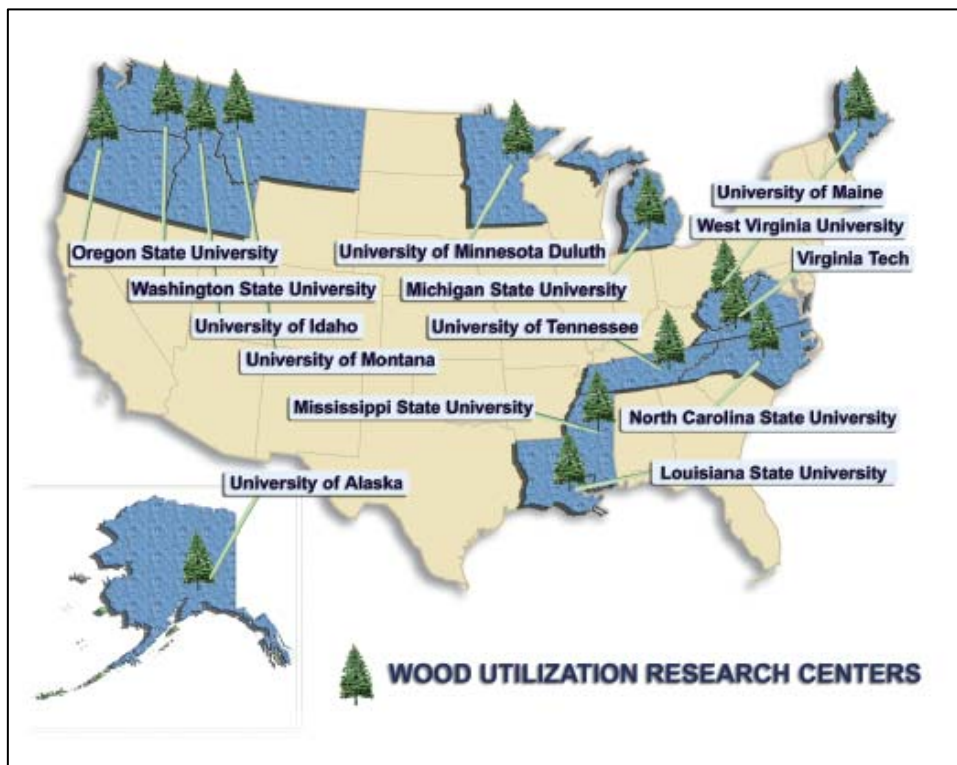 University of Maine
West Virginia University
Oregon State University
University of Minnesota Duluth
Virginia Tech
Washington State University
Michigan State University
University of Idaho
University of Tennessee
University of Montana
Mississippi State University
North Carolina State University
Louisiana State University
University of Alaska
WOOD UTILIZATION RESEARCH CENTERS